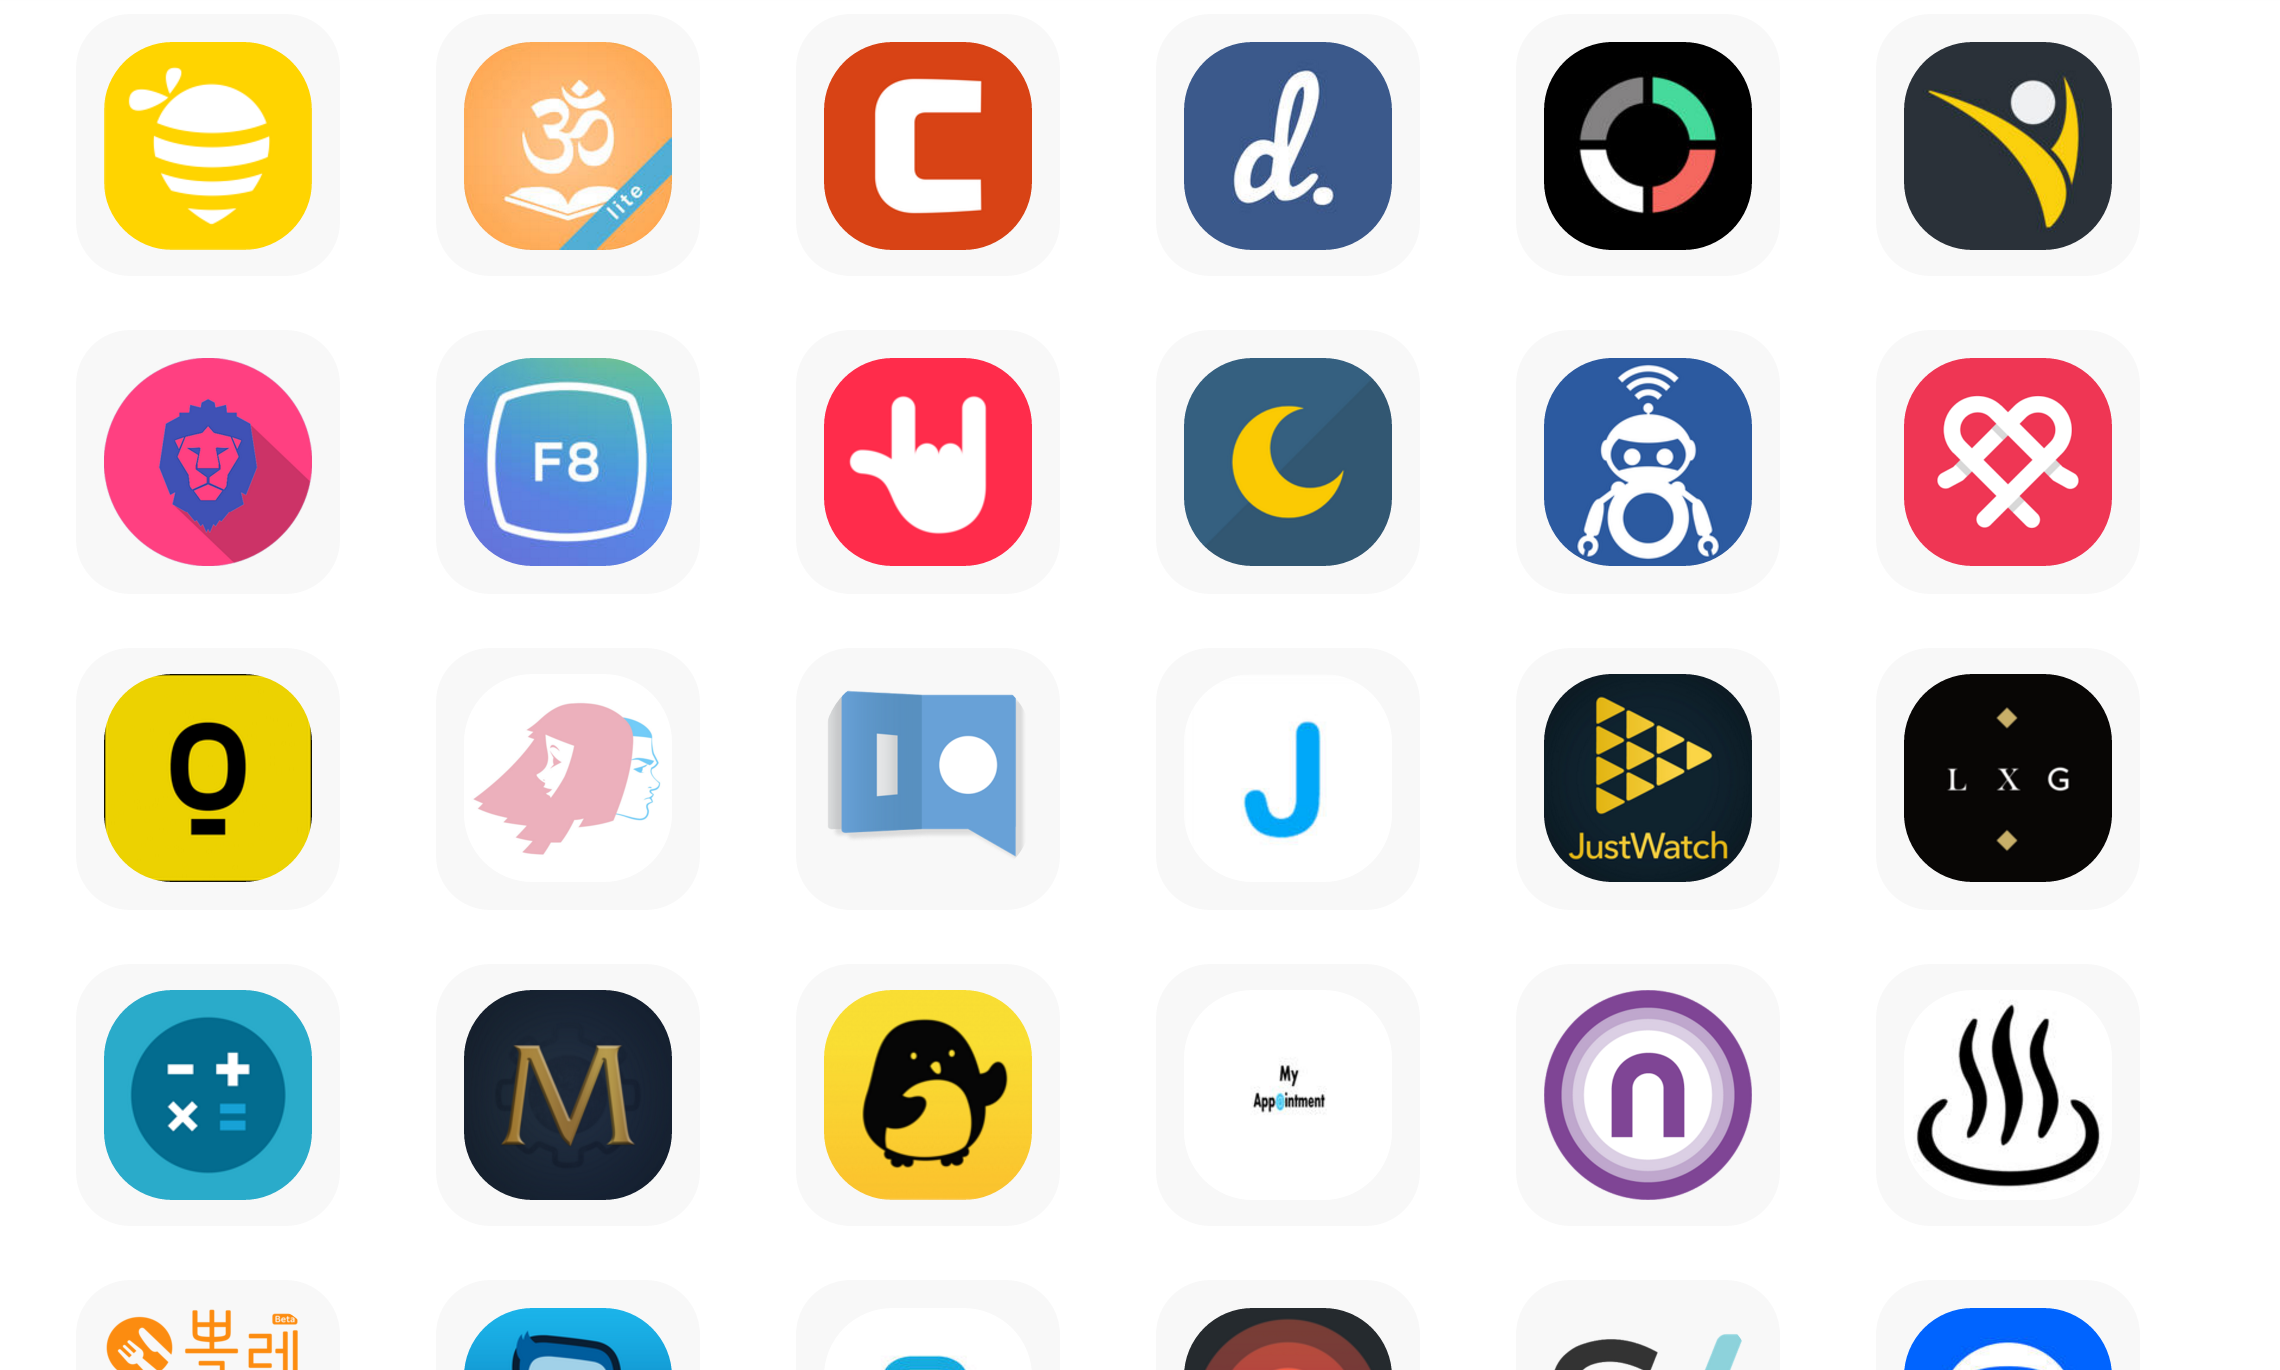 lite
C
d.
F8
J
JustWatch
L X G
M
My
App@intment
n
뽁레
Beta